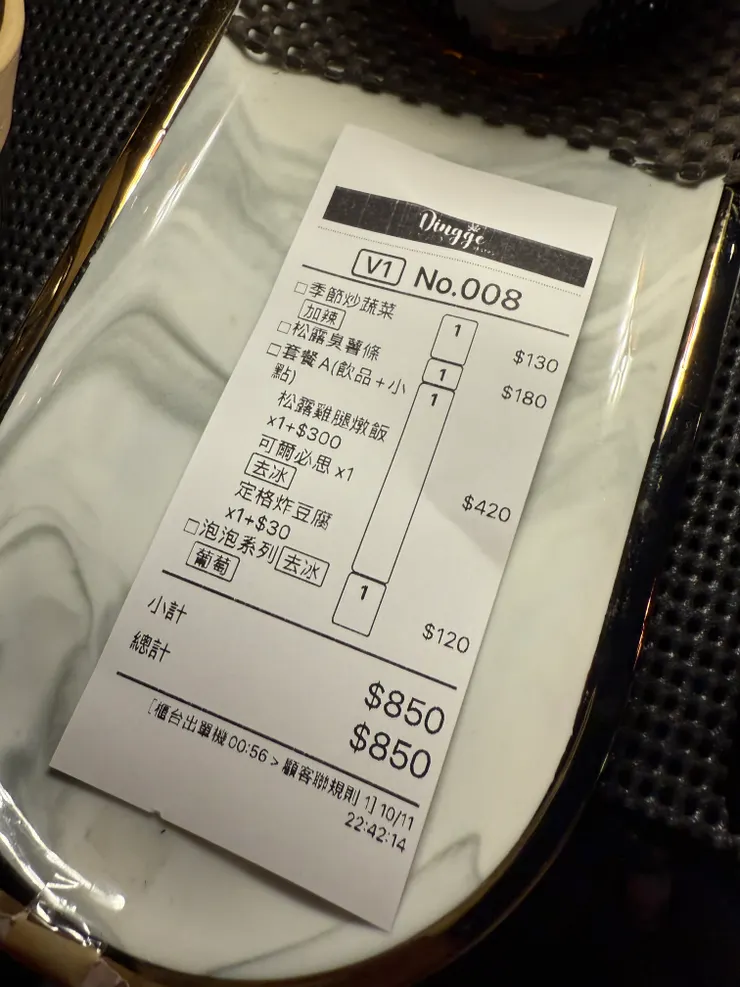 Dingge
V1 No.008
□季節炒蔬菜 1 $130
加辣
□松露臭薯條 1 $180
□套餐A(飲品+小 1 $420
點)
松露雞腿燉飯
x1+$300
可爾必思 x1
去冰
定格炸豆腐
x1+$30
□泡泡系列 去冰 1 $120
葡萄
小計 $850
總計 $850
[櫃台出單機 00:56 > 顧客聯規則 1] 10/11
22:42:14